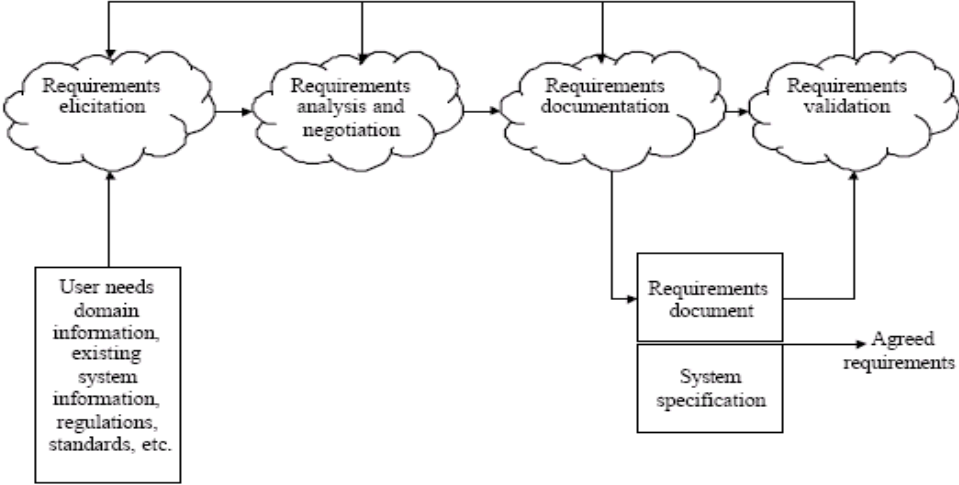 Requirements
elicitation
Requirements
analysis and
negotiation
Requirements
documentation
Requirements
validation
User needs
domain
information,
existing
system
information,
regulations,
standards, etc.
Requirements
document
Agreed
requirements
System
specification